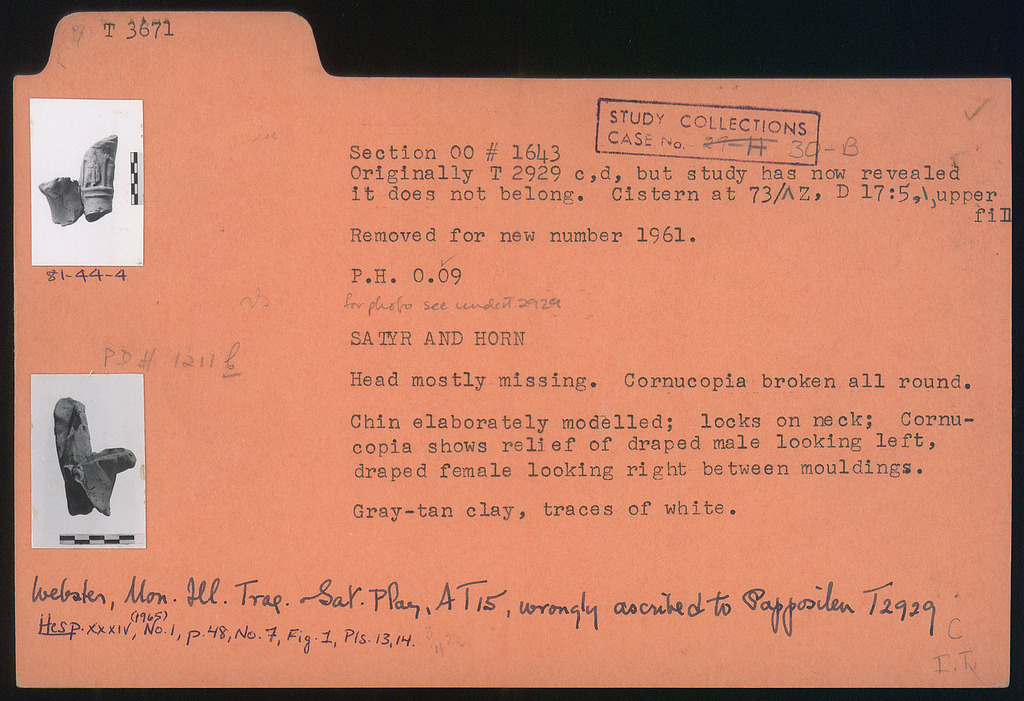 T 3671
STUDY COLLECTIONS
CASE No. 27-H 30-B
Section OO # 1643
Originally T 2929 c,d, but study has now revealed
it does not belong. Cistern at 73/ΛΖ, D 17:5,\,upper
fill
Removed for new number 1961.
81-44-4
P.H. 0.09
for photo see under T 2929
SATYR AND HORN
PD # 1211 b
Head mostly missing. Cornucopia broken all round.
Chin elaborately modelled; locks on neck; Cornu-
copia shows relief of draped male looking left,
draped female looking right between mouldings.
Gray-tan clay, traces of white.
Webster, Mon. Ill. Trag. - Sat. Play, AT15, wrongly ascribed to Papposilen T2929
Hesp. XXXIV, (1965) No. 1, p. 48, No. 7, Fig. 1, Pls. 13, 14.
C
I.T.